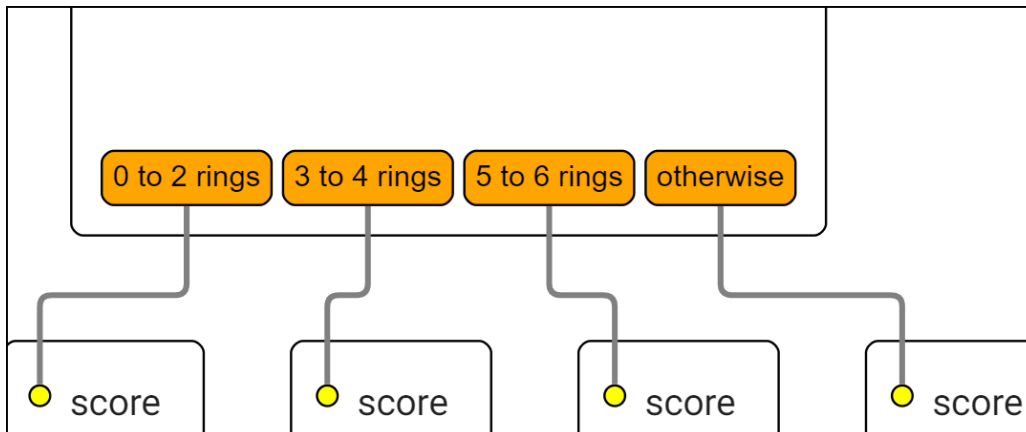 0 to 2 rings
3 to 4 rings
5 to 6 rings
otherwise
score
score
score
score